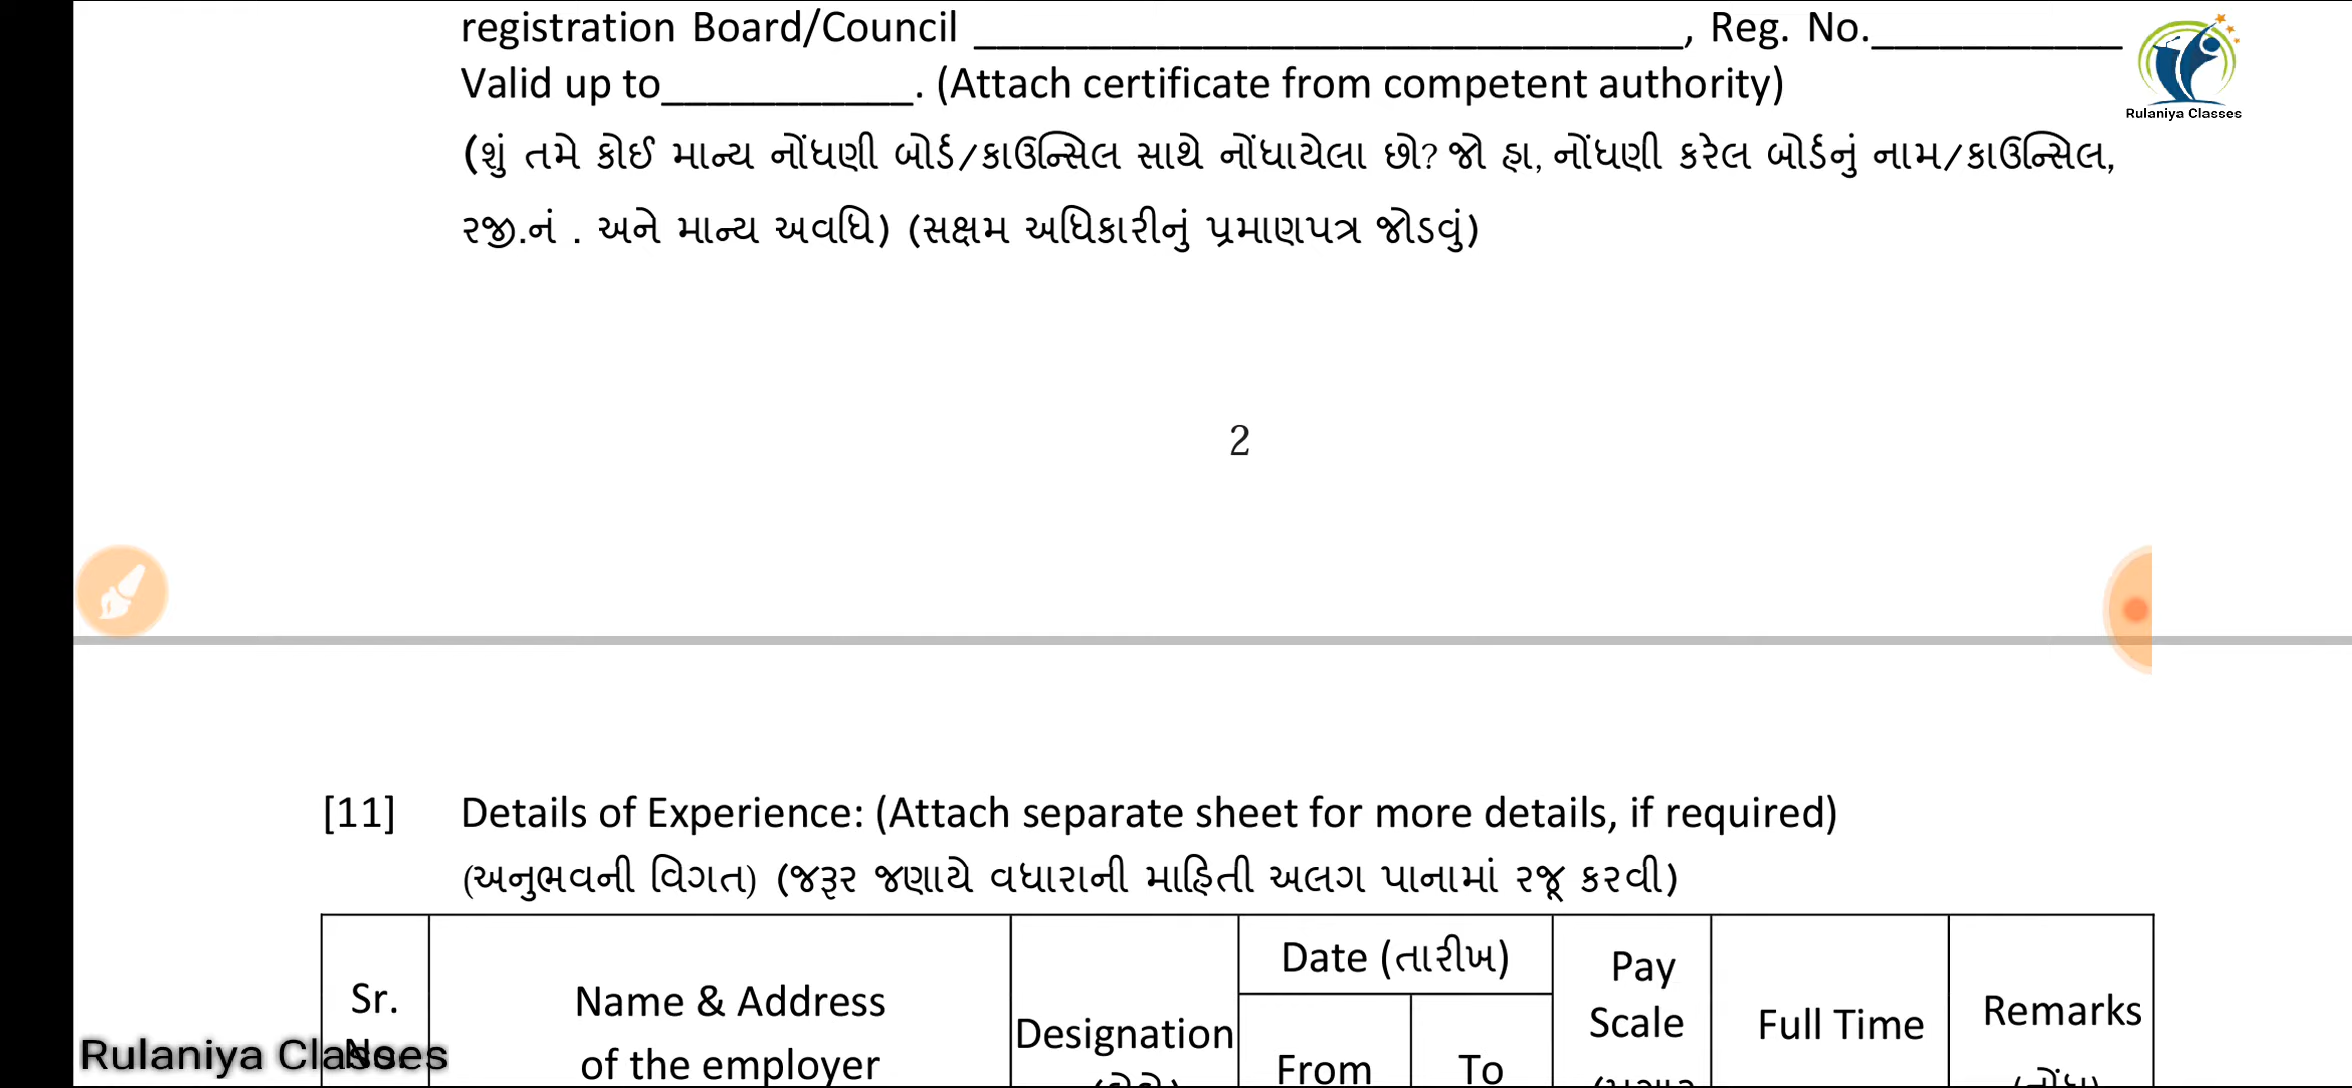 registration Board/Council _______________________________, Reg. No.___________
Valid up to___________. (Attach certificate from competent authority)
(શું તમે કોઈ માન્ય નોંધણી બોર્ડ/કાઉન્સિલ સાથે નોંધાયેલા છો? જો હા, નોંધણી કરેલ બોર્ડનું નામ/કાઉન્સિલ,
રજી.નં . અને માન્ય અવધિ) (સક્ષમ અધિકારીનું પ્રમાણપત્ર જોડવું)
Rulaniya Classes
2
[11] Details of Experience: (Attach separate sheet for more details, if required)
(અનુભવની વિગત) (જરૂર જણાયે વધારાની માહિતી અલગ પાનામાં રજૂ કરવી)
Sr.
No.
Name & Address
of the employer
Designation
Date (તારીખ)
From
To
Pay
Scale
Full Time
Remarks
Rulaniya Classes